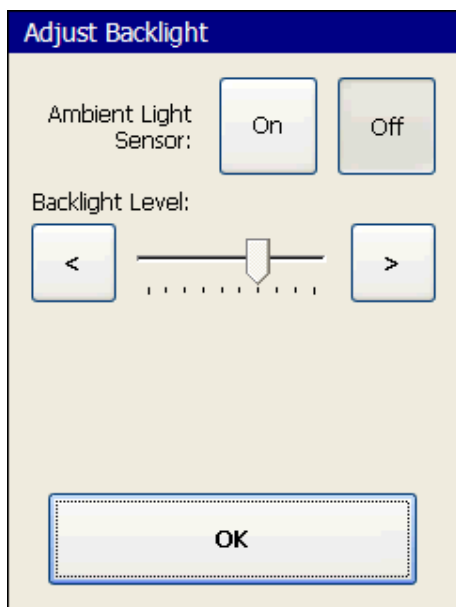 Adjust Backlight
Ambient Light
Sensor:
On
Off
Backlight Level:
<
>
OK